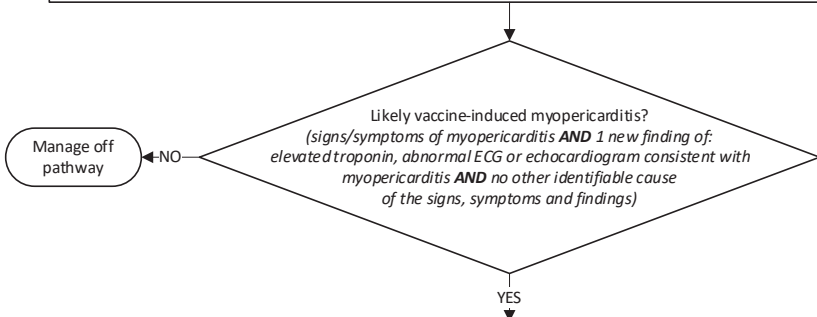 Likely vaccine-induced myopericarditis?
(signs/symptoms of myopericarditis AND 1 new finding of:
elevated troponin, abnormal ECG or echocardiogram consistent with
myopericarditis AND no other identifiable cause
of the signs, symptoms and findings)
NO
Manage off
pathway
YES